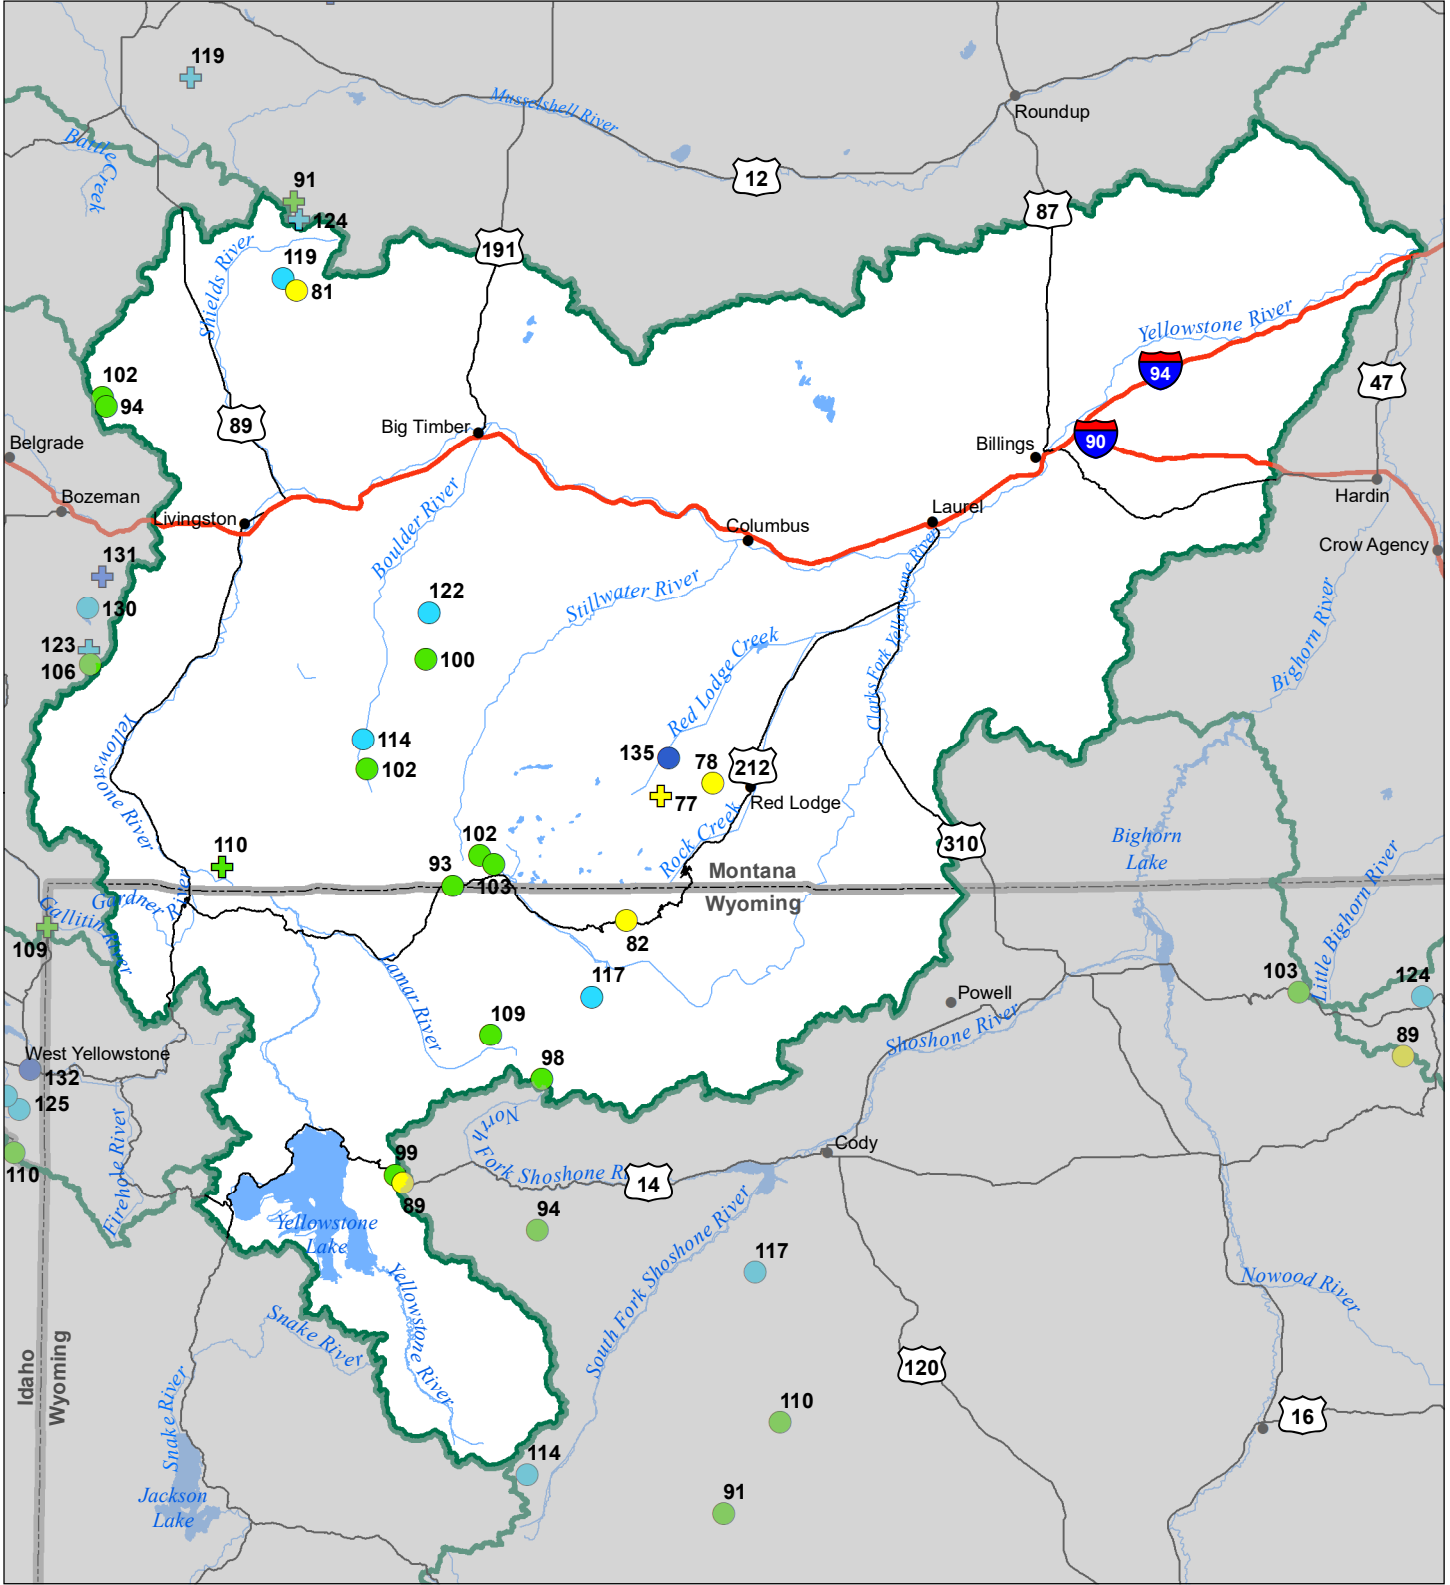 119
Musselshell River
Roundup
Battle Creek
12
91
124
87
191
Shields River
119
81
Yellowstone River
94
47
102
94
89
Big Timber
Belgrade
Billings
90
Bozeman
Livingston
Boulder River
Columbus
Laurel
Hardin
Crow Agency
131
130
122
Stillwater River
Clarks Fork Yellowstone River
Bighorn River
123
106
100
Red Lodge Creek
Yellowstone River
114
102
135
78
212
77
Red Lodge
Rock Creek
110
102
93
103
310
Bighorn
Lake
Montana
Wyoming
Gardner River
Gallitin River
109
82
Little Bighorn River
Lamar River
117
Powell
103
124
Shoshone River
109
89
West Yellowstone
132
98
125
Firehole River
North Fork Shoshone R
Cody
110
99
14
89
94
Yellowstone
Lake
South Fork Shoshone River
117
Yellowstone River
Nowood River
Snake River
Idaho
Wyoming
120
Snake River
110
16
114
Jackson
Lake
91